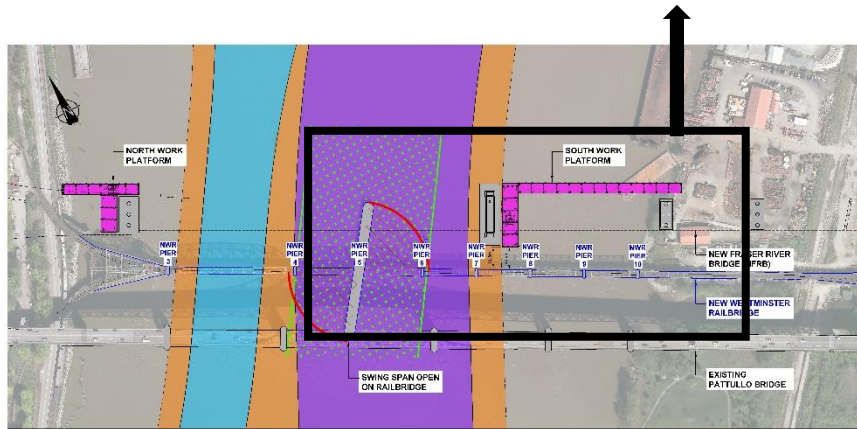 NORTH WORK
PLATFORM
SOUTH WORK
PLATFORM
NWR
PIER
3
NWR
PIER
4
NWR
PIER
5
NWR
PIER
6
NWR
PIER
7
NWR
PIER
8
NWR
PIER
9
NWR
PIER
10
NEW FRASER RIVER
BRIDGE (NFRB)
NEW WESTMINSTER
RAILBRIDGE
SWING SPAN OPEN
ON RAILBRIDGE
EXISTING
PATTULLO BRIDGE